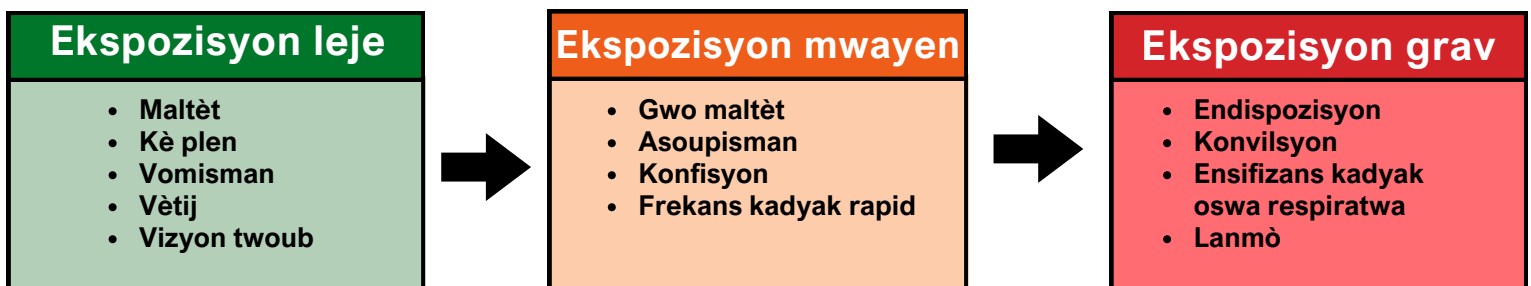 Ekspozisyon leje
• Maltèt
• Kè plen
• Vomisman
• Vètij
• Vizyon twoub
Ekspozisyon mwayen
• Gwo maltèt
• Asoupisman
• Konfisyon
• Frekans kadyak rapid
Ekspozisyon grav
• Endispozisyon
• Konvilsyon
• Ensifizans kadyak
oswa respiratwa
• Lanmò